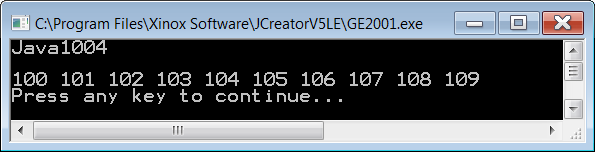 C:\Program Files\Xinox Software\JCreatorV5LE\GE2001.exe
Java1004
100 101 102 103 104 105 106 107 108 109
Press any key to continue...